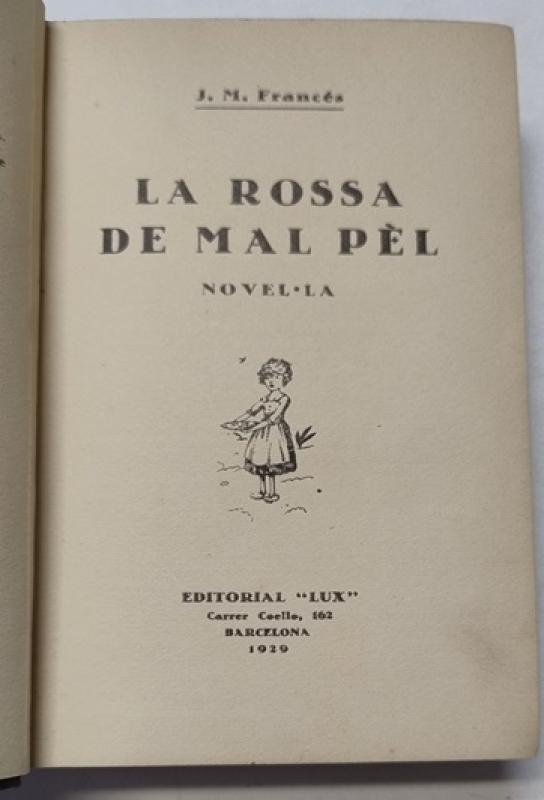 J. M. Francés
LA ROSSA
DE MAL PÈL
NOVEL·LA
EDITORIAL "LUX"
Carrer Coello, 162
BARCELONA
1929